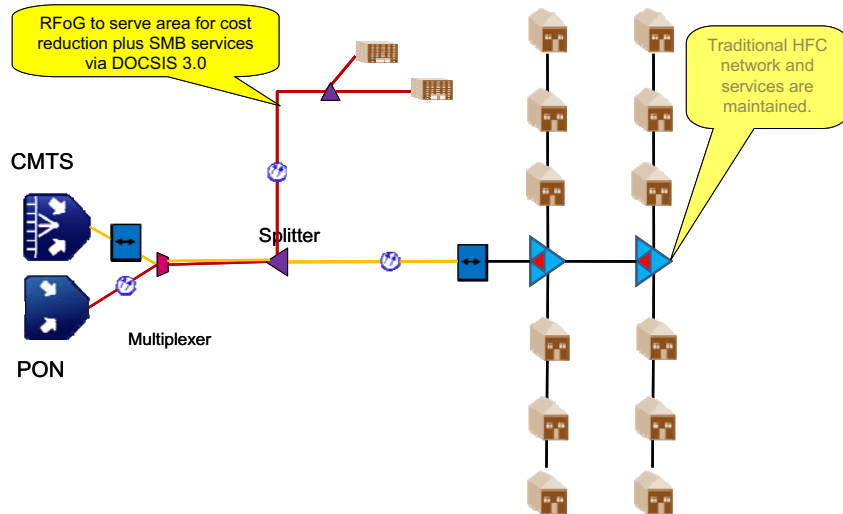 RFoG to serve area for cost
reduction plus SMB services
via DOCSIS 3.0
Traditional HFC
network and
services are
maintained.
CMTS
Splitter
Multiplexer
PON